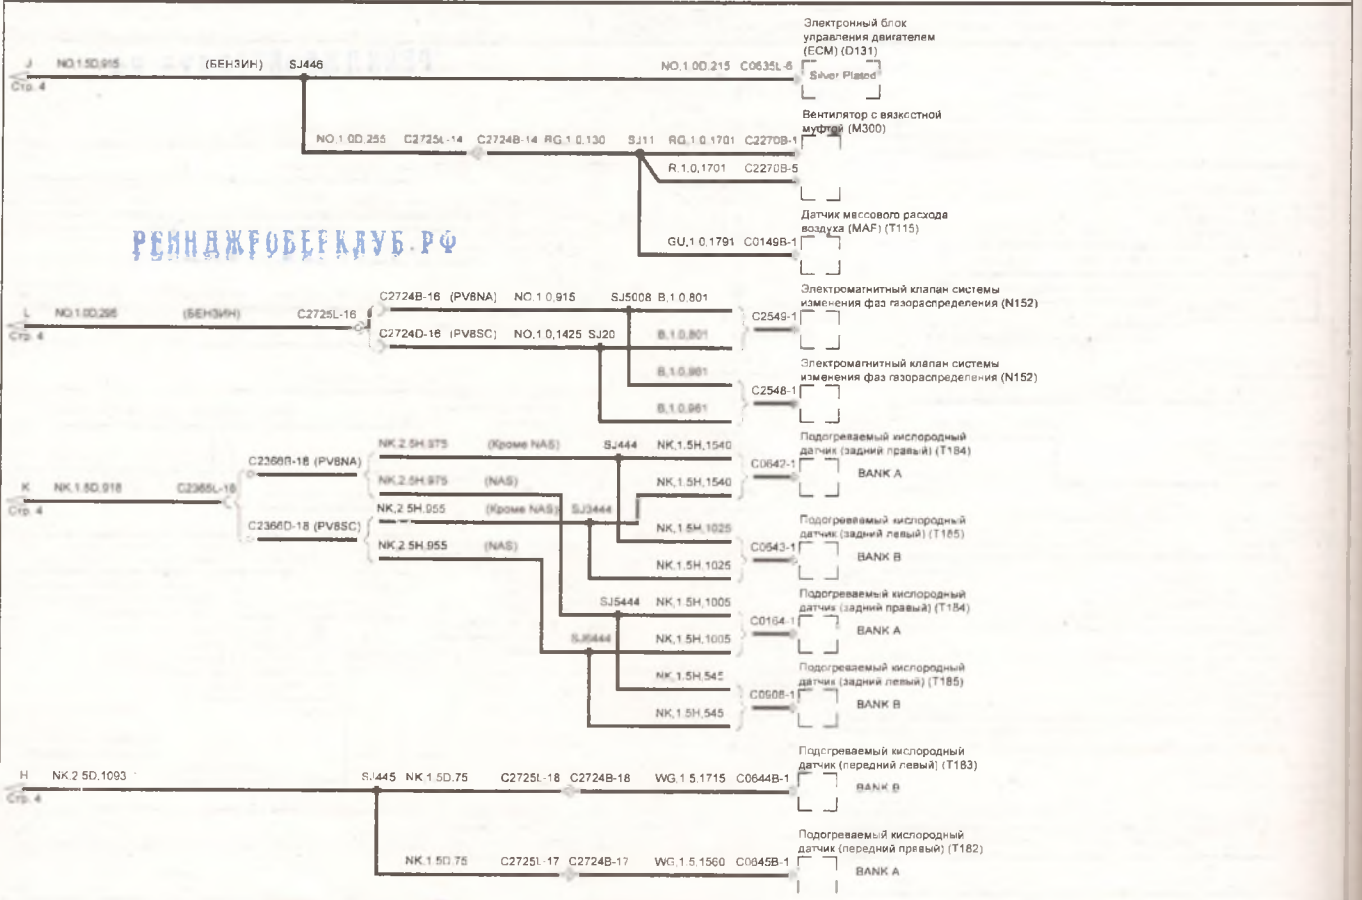 Электронный блок
управления двигателем
(ECM) (D131)
J NO.1.5D.915 (БЕНЗИН) SJ446 NO.1.0D.215 C0635L-6
Silver Plated
Стр. 4
Вентилятор с вязкостной
муфтой (M300)
NO,1.0D,255 C2725L-14 C2724B-14 RG.1.0.130 SJ11 RG,1.0,1701 C2270B-1
R.1.0,1701 C2270B-5
Датчик массового расхода
воздуха (MAF) (T115)
РЕННДЖРОВЕРКЛУБ.РФ
GU,1.0,1791 C0149B-1
Электромагнитный клапан системы
изменения фаз газораспределения (N152)
C2724B-16 (PV8NA) NO.1.0,915 SJ5008 B,1.0,801
L NO.1.0D.295 (БЕНЗИН) C2725L-16
C2549-1
Стр. 4
C2724D-16 (PV8SC) NO,1.0,1425 SJ20 B,1.0,801
Электромагнитный клапан системы
изменения фаз газораспределения (N152)
B,1.0,981
C2548-1
B,1.0,981
Подогреваемый кислородный
датчик (задний правый) (T184)
NK.2.5H.975 (Кроме NAS) SJ444 NK,1.5H,1540
C2366B-18 (PV8NA)
C0642-1
BANK A
NK,2.5H,975 (NAS) NK,1.5H,1540
K NK.1.5D,918 C2365L-18
Стр. 4
NK,2.5H.955 (Кроме NAS) SJ3444
Подогреваемый кислородный
датчик (задний левый) (T185)
C2366D-18 (PV8SC)
NK,1.5H,1025
NK.2.5H.955 (NAS)
C0643-1
BANK B
NK,1.5H,1025
Подогреваемый кислородный
датчик (задний правый) (T184)
SJ5444 NK,1.5H,1005
C0164-1
BANK A
SJ6444 NK,1.5H,1005
Подогреваемый кислородный
датчик (задний левый) (T185)
NK,1.5H,545
C0908-1
BANK B
NK,1.5H,545
Подогреваемый кислородный
датчик (передний левый) (T183)
H NK.2.5D.1093 SJ445 NK.1.5D.75 C2725L-18 C2724B-18 WG.1.5,1715 C0644B-1
BANK B
Стр. 4
Подогреваемый кислородный
датчик (передний правый) (T182)
NK.1.5D.75 C2725L-17 C2724B-17 WG.1.5,1560 C0645B-1
BANK A